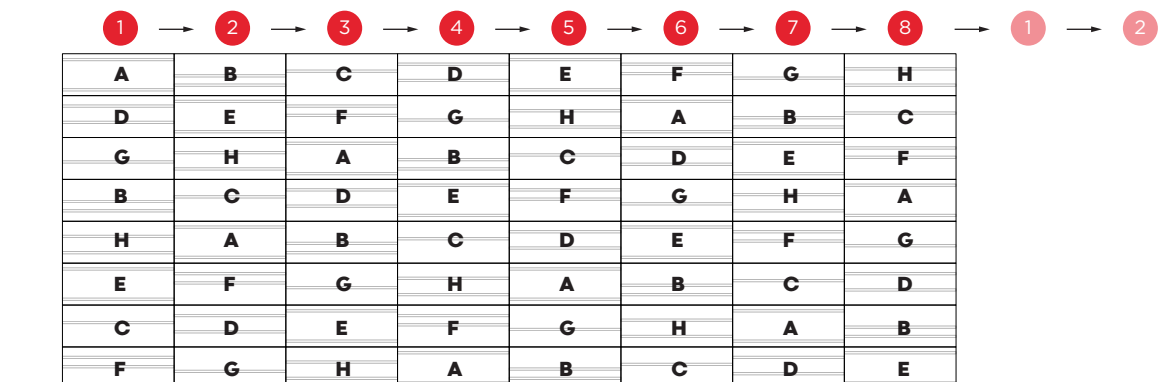 1 → 2 → 3 → 4 → 5 → 6 → 7 → 8 → 1 → 2
A B C D E F G H
D E F G H A B C
G H A B C D E F
B C D E F G H A
H A B C D E F G
E F G H A B C D
C D E F G H A B
F G H A B C D E